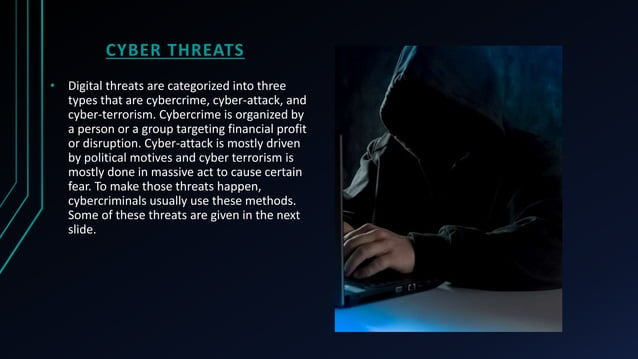 CYBER THREATS
• Digital threats are categorized into three
types that are cybercrime, cyber-attack, and
cyber-terrorism. Cybercrime is organized by
a person or a group targeting financial profit
or disruption. Cyber-attack is mostly driven
by political motives and cyber terrorism is
mostly done in massive act to cause certain
fear. To make those threats happen,
cybercriminals usually use these methods.
Some of these threats are given in the next
slide.